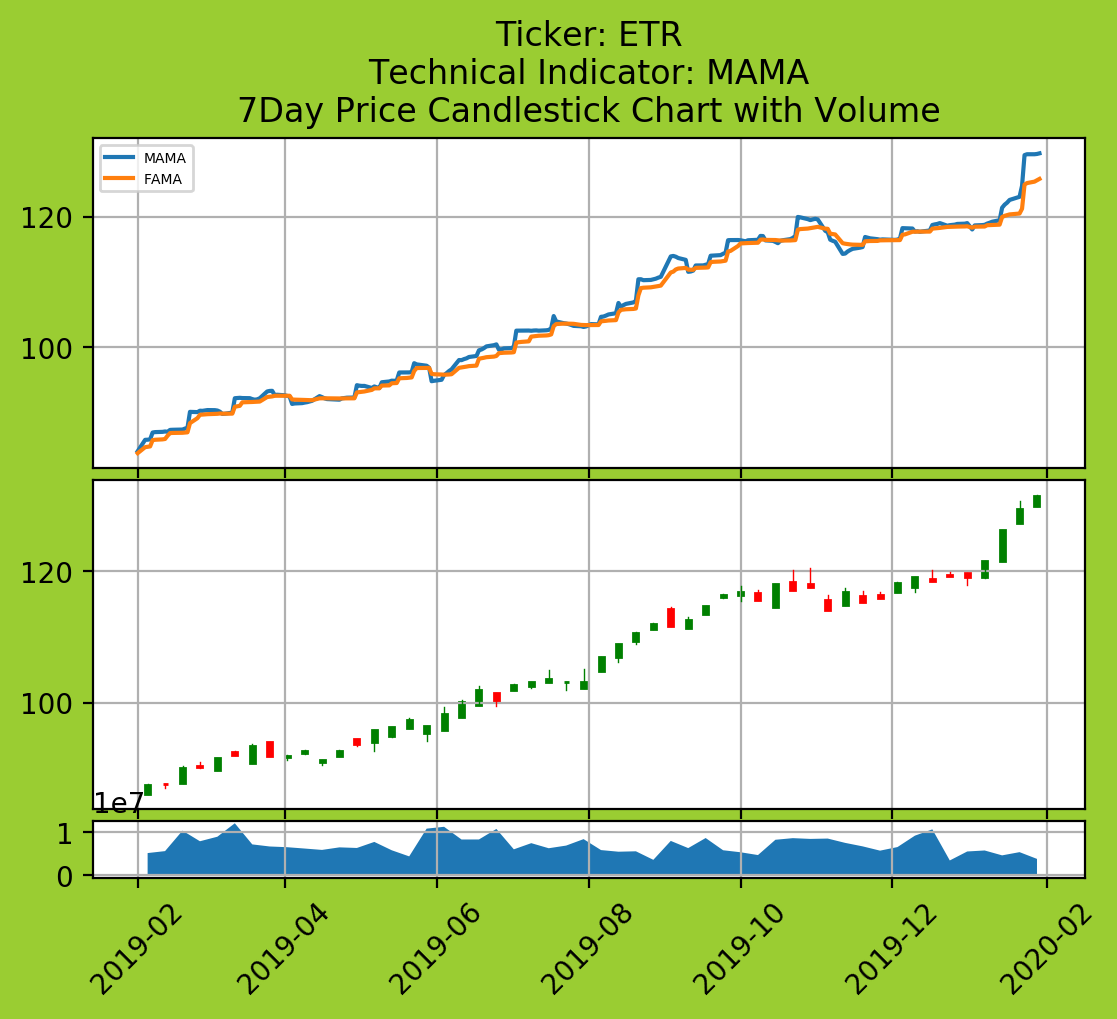 Ticker: ETR
Technical Indicator: MAMA
7Day Price Candlestick Chart with Volume
MAMA
FAMA
120
100
120
100
1e7
1
0
2019-02
2019-04
2019-06
2019-08
2019-10
2019-12
2020-02